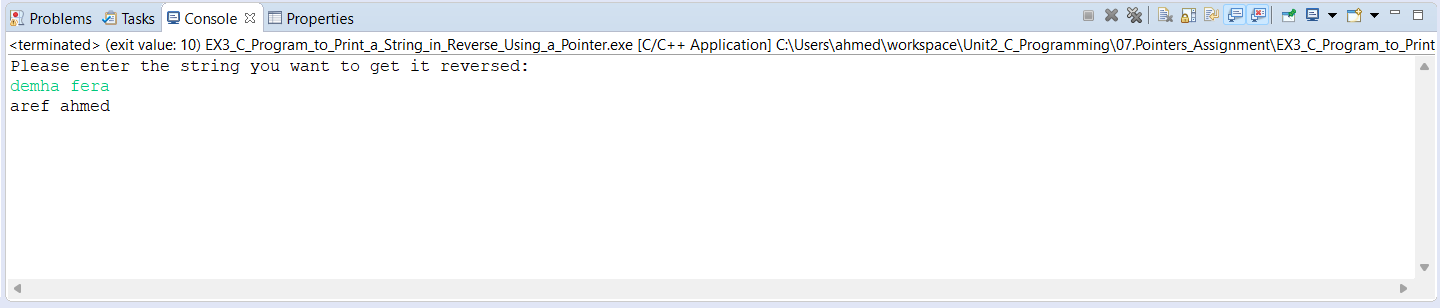 Problems Tasks Console Properties
<terminated> (exit value: 10) EX3_C_Program_to_Print_a_String_in_Reverse_Using_a_Pointer.exe [C/C++ Application] C:\Users\ahmed\workspace\Unit2_C_Programming\07.Pointers_Assignment\EX3_C_Program_to_Print
Please enter the string you want to get it reversed:
demha fera
aref ahmed